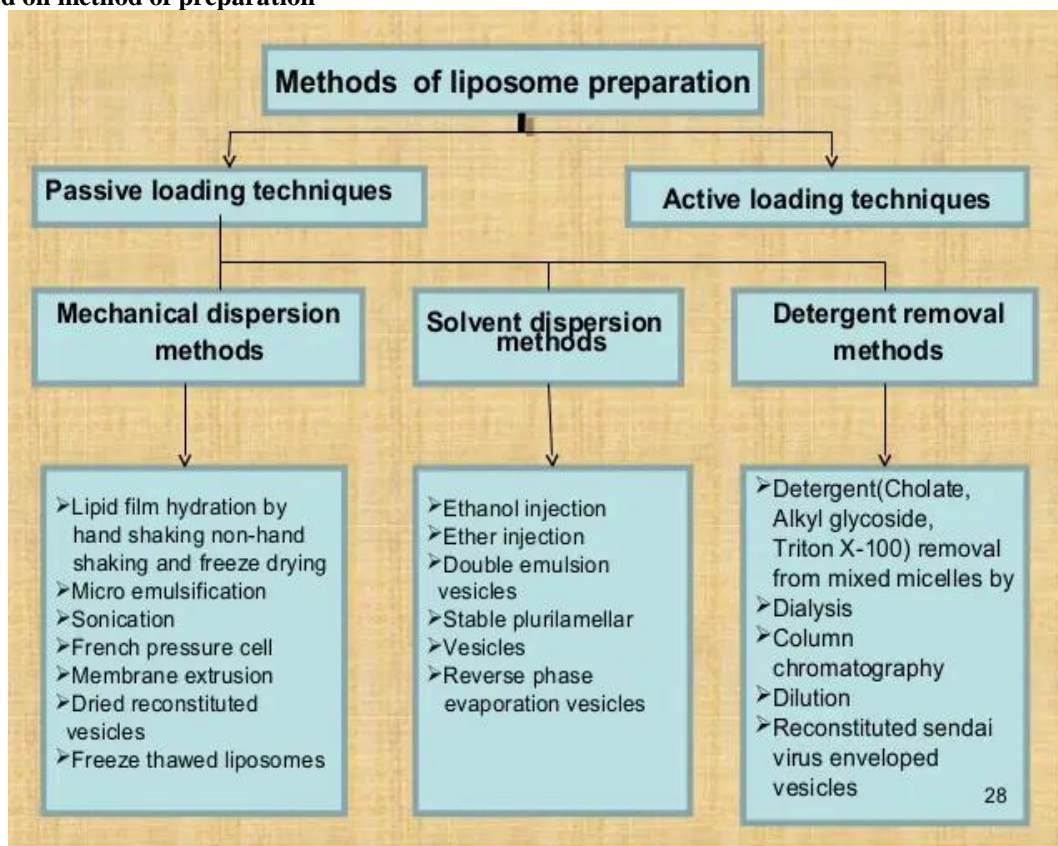 d on method of preparation
Methods of liposome preparation
Passive loading techniques
Active loading techniques
Mechanical dispersion
methods
Solvent dispersion
methods
Detergent removal
methods
➢Lipid film hydration by
hand shaking non-hand
shaking and freeze drying
➢Micro emulsification
➢Sonication
➢French pressure cell
➢Membrane extrusion
➢Dried reconstituted
vesicles
➢Freeze thawed liposomes
➢Ethanol injection
➢Ether injection
➢Double emulsion
vesicles
➢Stable plurilamellar
➢Vesicles
➢Reverse phase
evaporation vesicles
➢Detergent(Cholate,
Alkyl glycoside,
Triton X-100) removal
from mixed micelles by
➢Dialysis
➢Column
chromatography
➢Dilution
➢Reconstituted sendai
virus enveloped
vesicles
28